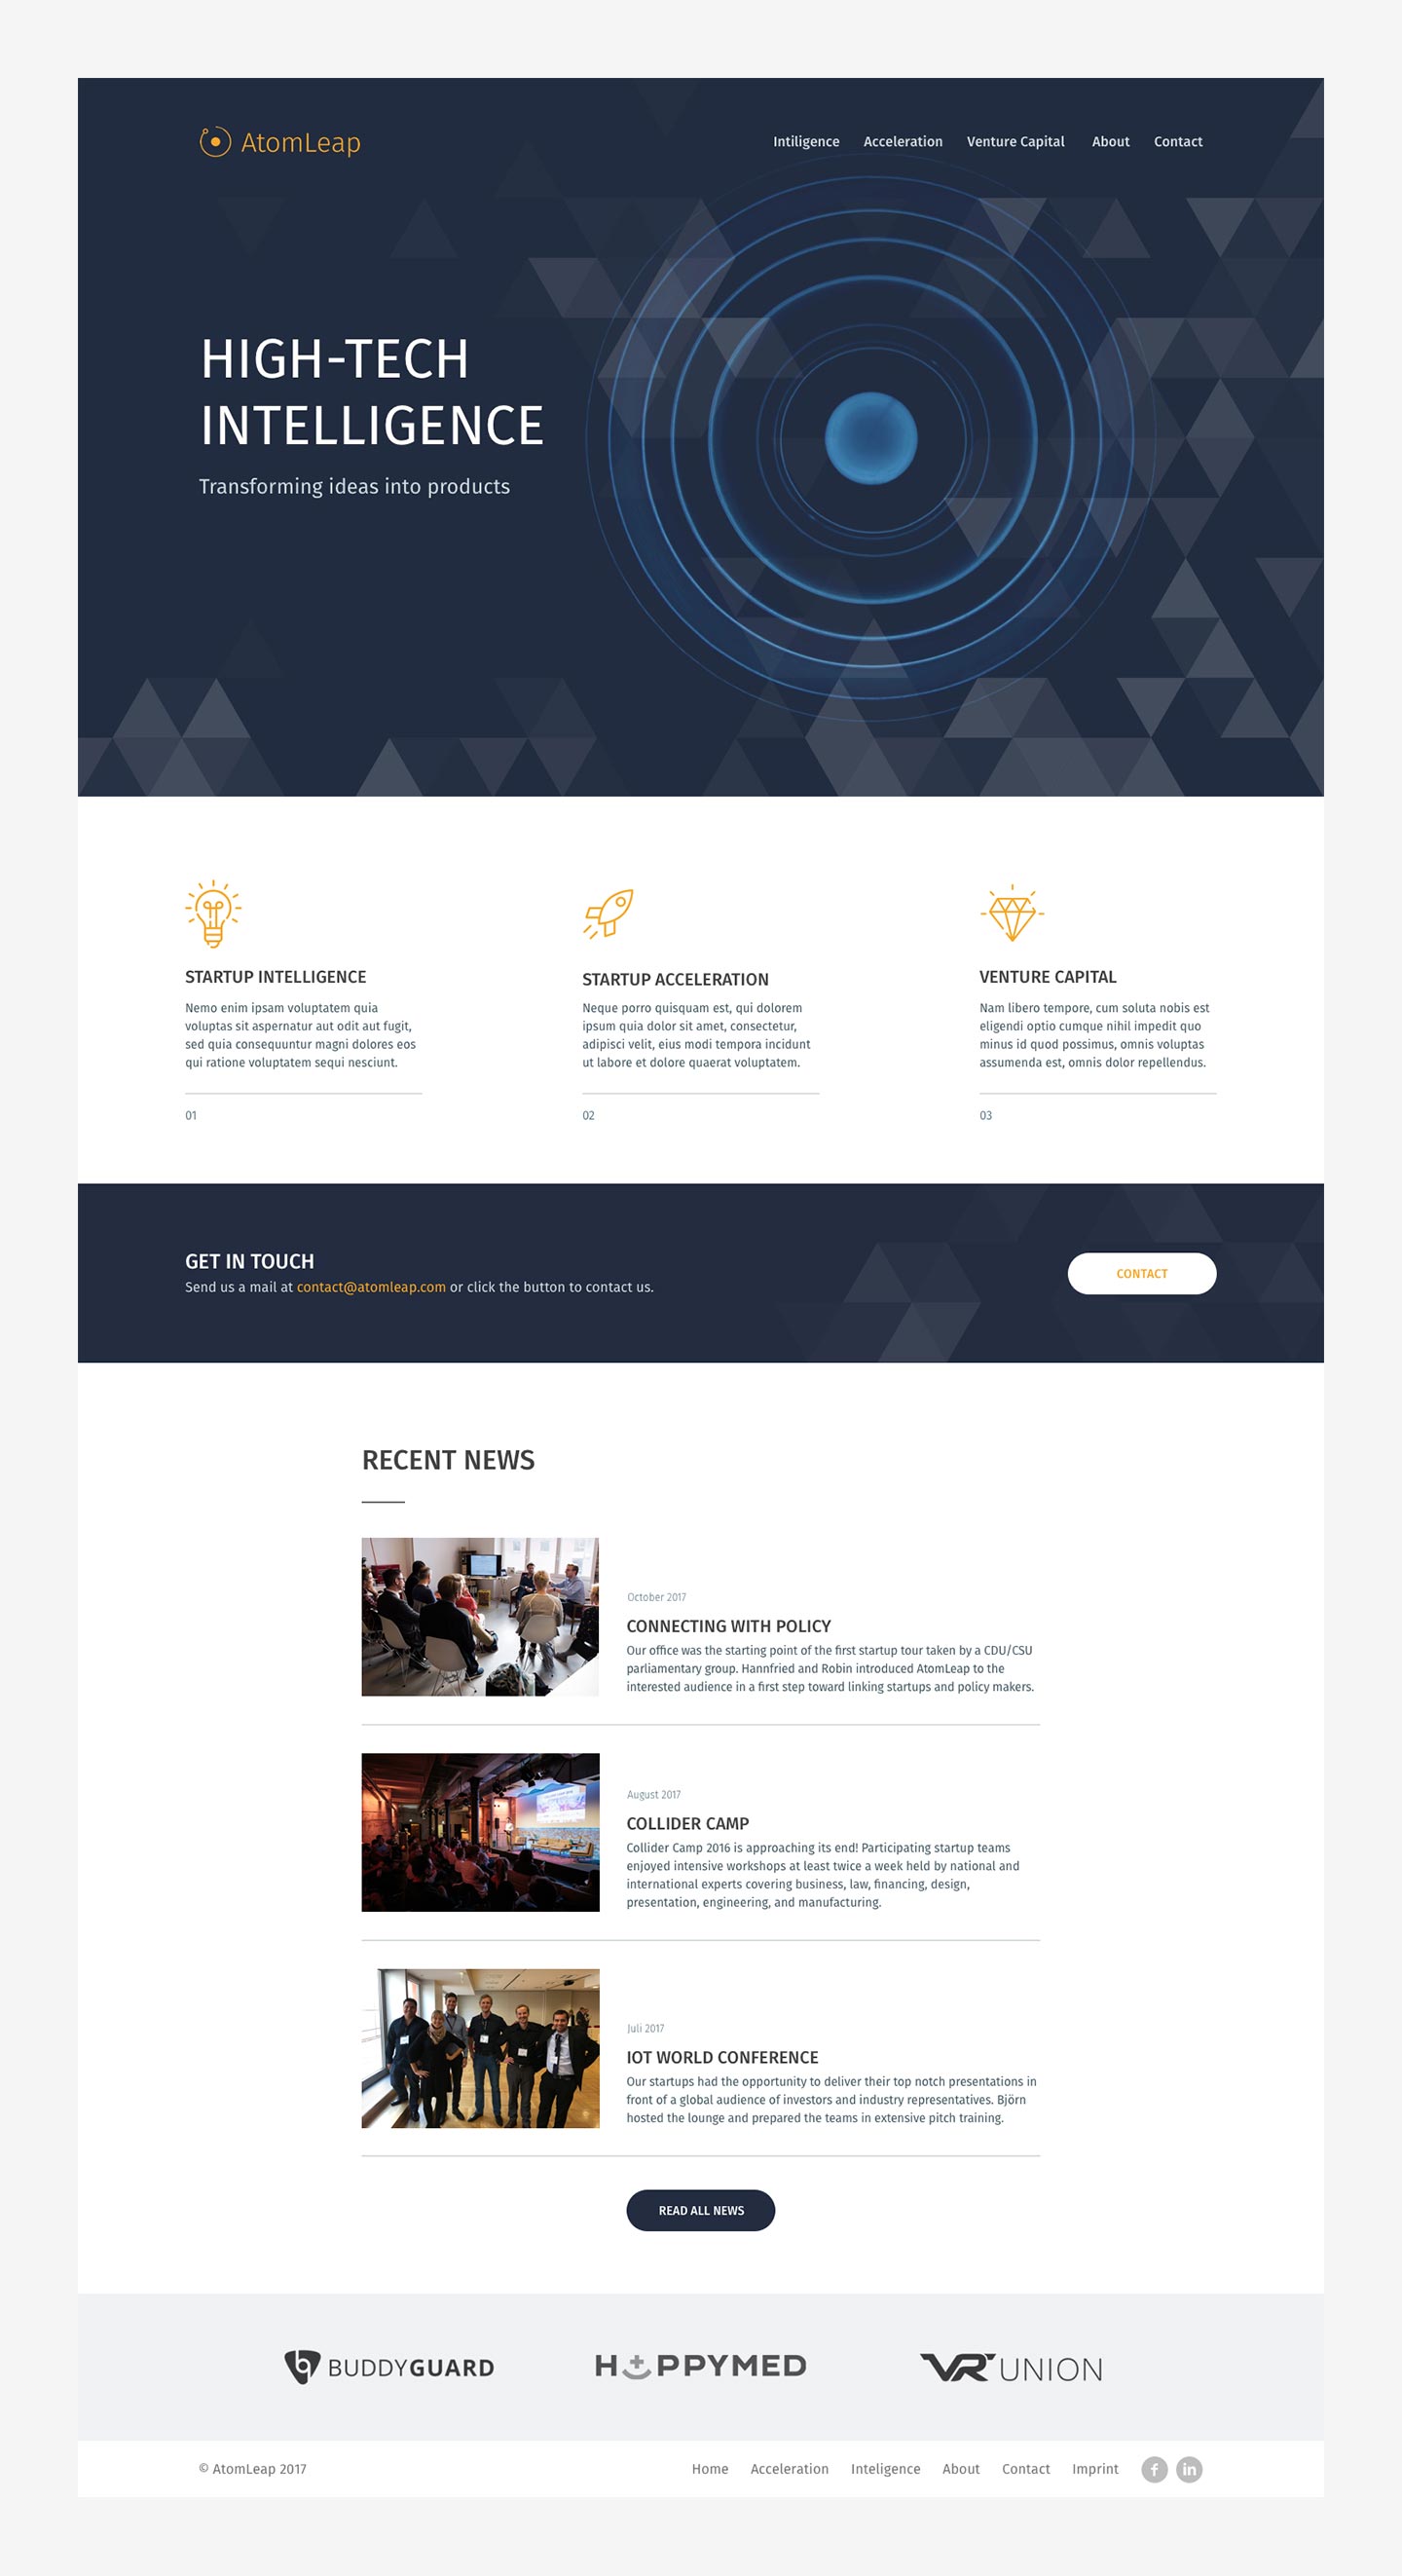 AtomLeap
Intiligence Acceleration Venture Capital About Contact
HIGH-TECH
INTELLIGENCE
Transforming ideas into products
STARTUP INTELLIGENCE
Nemo enim ipsam voluptatem quia
voluptas sit aspernatur aut odit aut fugit,
sed quia consequuntur magni dolores eos
qui ratione voluptatem sequi nesciunt.
01
STARTUP ACCELERATION
Neque porro quisquam est, qui dolorem
ipsum quia dolor sit amet, consectetur,
adipisci velit, eius modi tempora incidunt
ut labore et dolore quaerat voluptatem.
02
VENTURE CAPITAL
Nam libero tempore, cum soluta nobis est
eligendi optio cumque nihil impedit quo
minus id quod possimus, omnis voluptas
assumenda est, omnis dolor repellendus.
03
GET IN TOUCH
Send us a mail at contact@atomleap.com or click the button to contact us.
CONTACT
RECENT NEWS
October 2017
CONNECTING WITH POLICY
Our office was the starting point of the first startup tour taken by a CDU/CSU
parliamentary group. Hannfried and Robin introduced AtomLeap to the
interested audience in a first step toward linking startups and policy makers.
August 2017
COLLIDER CAMP
Collider Camp 2016 is approaching its end! Participating startup teams
enjoyed intensive workshops at least twice a week held by national and
international experts covering business, law, financing, design,
presentation, engineering, and manufacturing.
Juli 2017
IOT WORLD CONFERENCE
Our startups had the opportunity to deliver their top notch presentations in
front of a global audience of investors and industry representatives. Björn
hosted the lounge and prepared the teams in extensive pitch training.
READ ALL NEWS
BUDDYGUARD
HAPPYMED
VR UNION
© AtomLeap 2017
Home Acceleration Inteligence About Contact Imprint f in